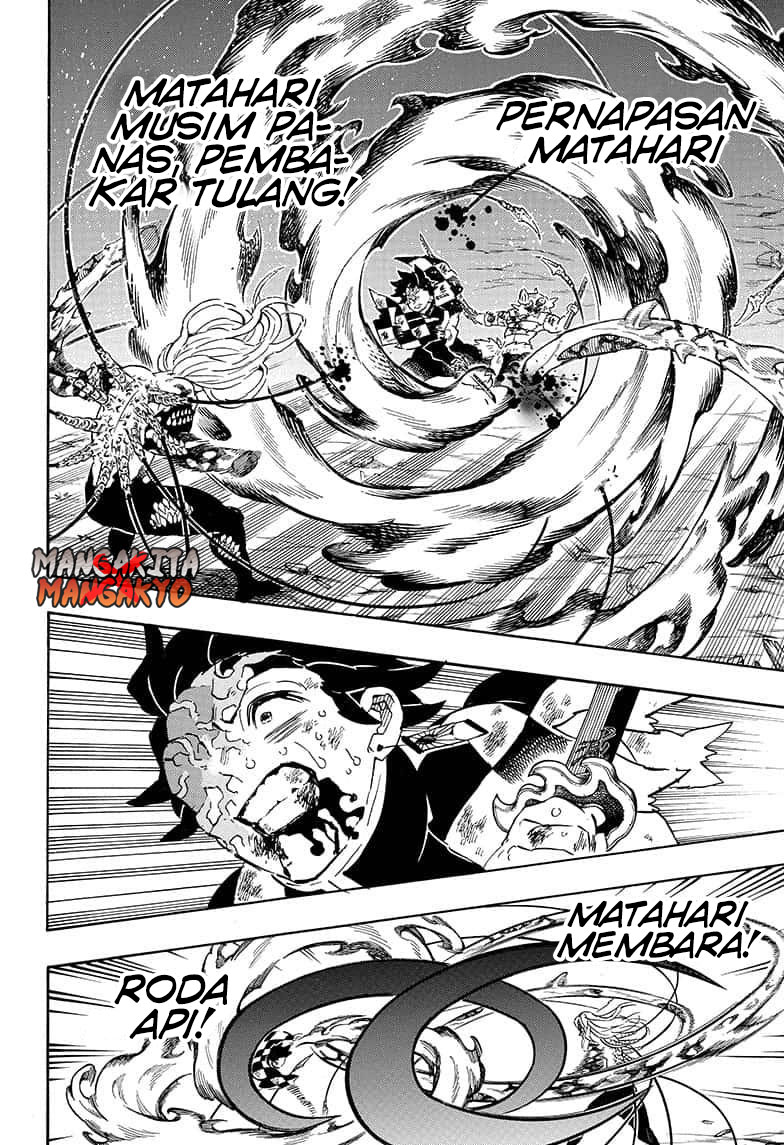 PERNAPASAN
MATAHARI
MATAHARI
MUSIM PA-
NAS, PEMBA-
KAR TULANG!
MANGAKITA
MANGAKYO
MATAHARI
MEMBARA!
RODA
API!